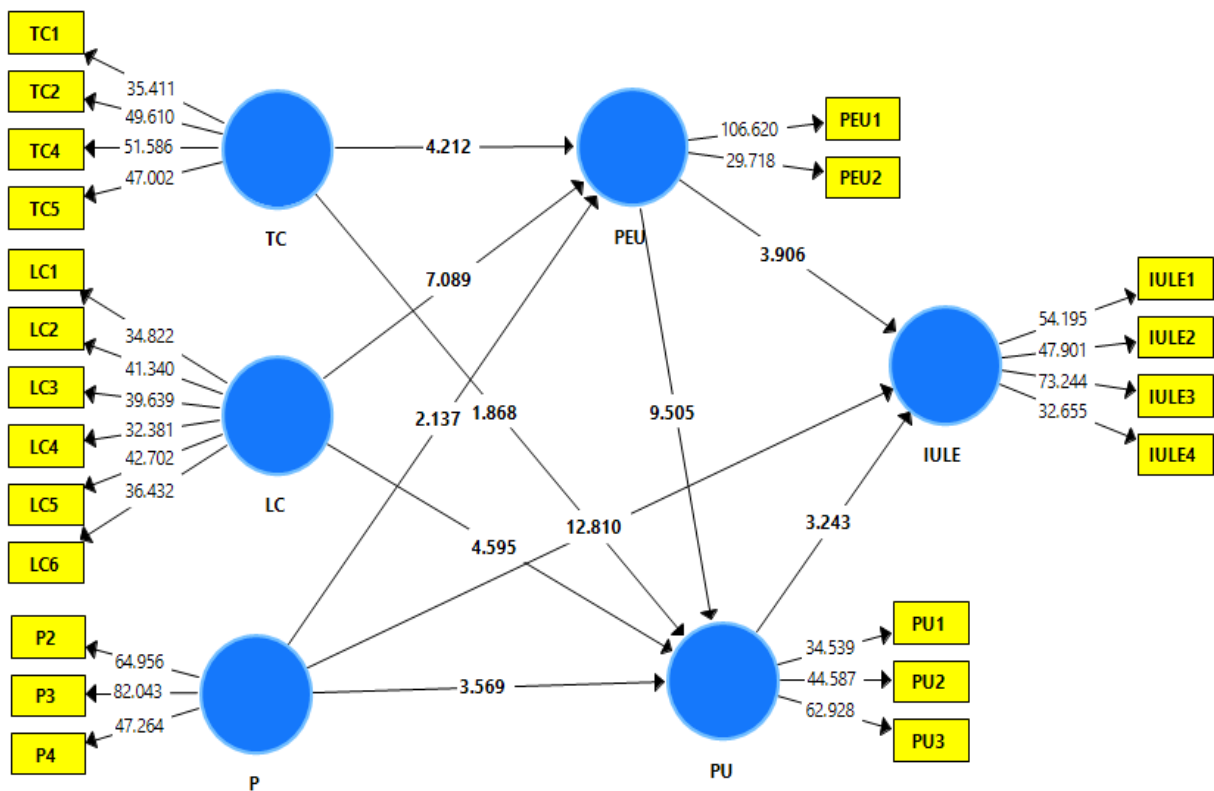 TC1
TC2
TC4
TC5
35.411
49.610
51.586
47.002
TC
4.212
PEU
106.620
29.718
PEU1
PEU2
LC1
LC2
LC3
LC4
LC5
LC6
34.822
41.340
39.639
32.381
42.702
36.432
LC
7.089
2.137
1.868
9.505
3.906
4.595
12.810
3.243
IULE
54.195
47.901
73.244
32.655
IULE1
IULE2
IULE3
IULE4
P2
P3
P4
64.956
82.043
47.264
P
3.569
PU
34.539
44.587
62.928
PU1
PU2
PU3